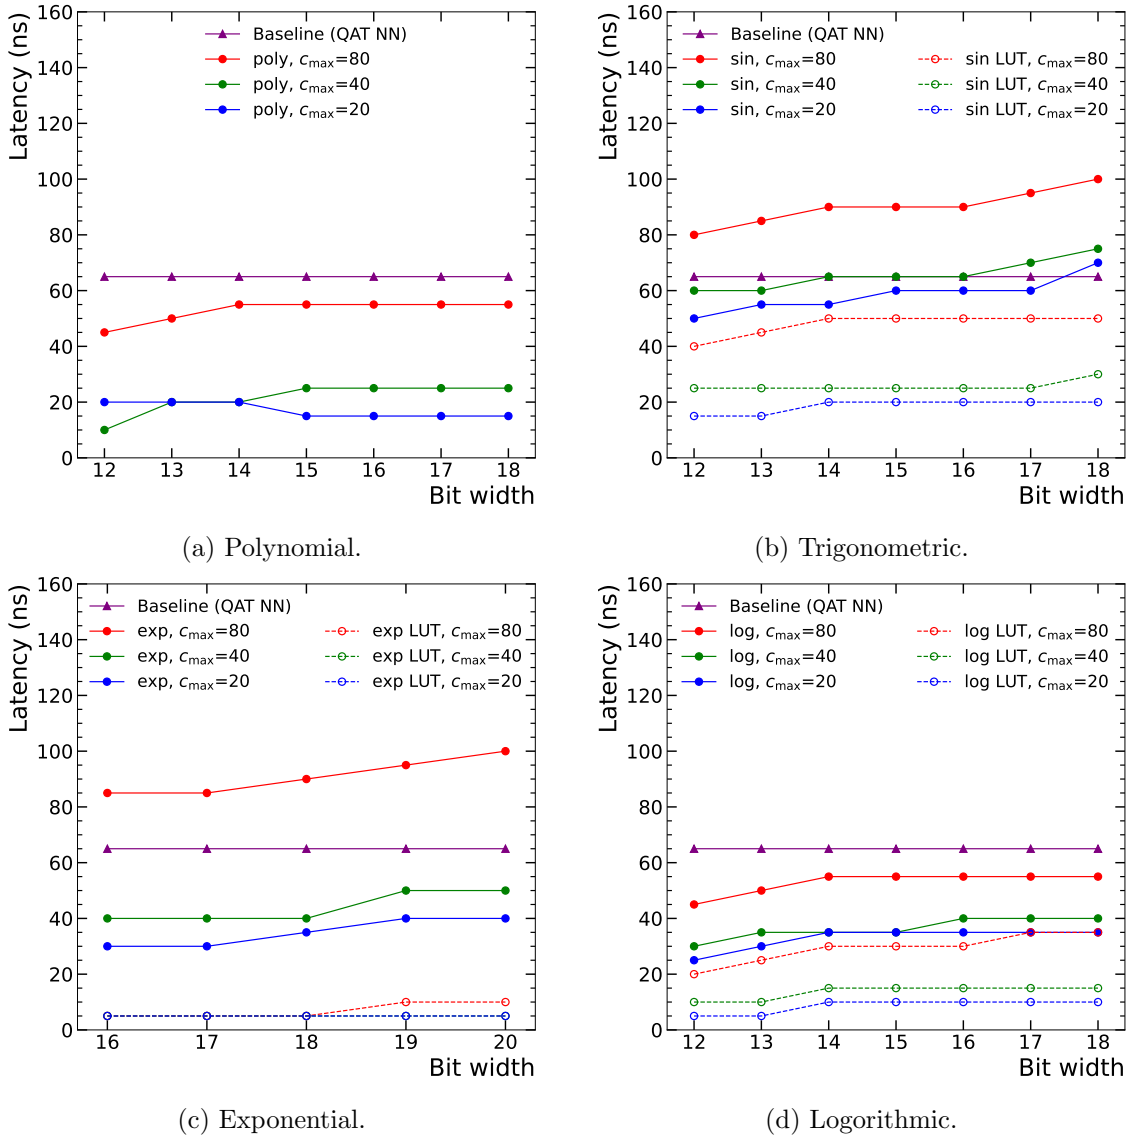 Latency (ns)
160
140
120
100
80
60
40
20
0
Baseline (QAT NN)
poly, cmax=80
poly, cmax=40
poly, cmax=20
12 13 14 15 16 17 18
Bit width
(a) Polynomial.
Latency (ns)
160
140
120
100
80
60
40
20
0
Baseline (QAT NN)
sin, cmax=80
sin, cmax=40
sin, cmax=20
sin LUT, cmax=80
sin LUT, cmax=40
sin LUT, cmax=20
12 13 14 15 16 17 18
Bit width
(b) Trigonometric.
Latency (ns)
160
140
120
100
80
60
40
20
0
Baseline (QAT NN)
exp, cmax=80
exp, cmax=40
exp, cmax=20
exp LUT, cmax=80
exp LUT, cmax=40
exp LUT, cmax=20
16 17 18 19 20
Bit width
(c) Exponential.
Latency (ns)
160
140
120
100
80
60
40
20
0
Baseline (QAT NN)
log, cmax=80
log, cmax=40
log, cmax=20
log LUT, cmax=80
log LUT, cmax=40
log LUT, cmax=20
12 13 14 15 16 17 18
Bit width
(d) Logorithmic.